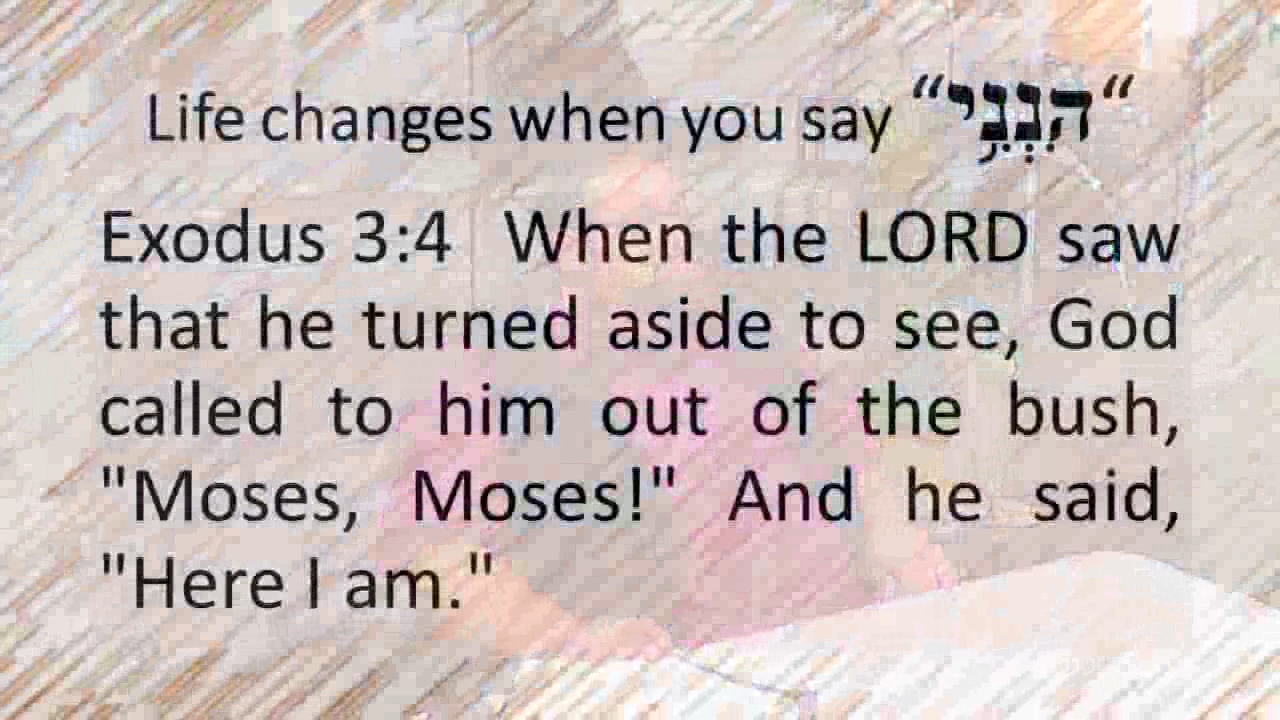 Life changes when you say “הִנְנִֵי“
Exodus 3:4  When the LORD saw
that he turned aside to see, God
called to him out of the bush,
"Moses, Moses!" And he said,
"Here I am."